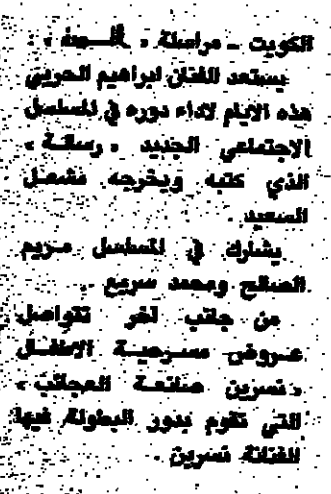 الكويت - مراسلة « ألـــــوان » :
يستعد الفنان ابراهيم الحربي
هذه الايام لاداء دوره في المسلسل
الاجتماعي الجديد « رسالة »
الذي كتبه ويخرجه مشعل
السعيد .
يشارك في المسلسل مريم
الصالح ومحمد سريع .
من جانب آخر تتواصل
عروض مسرحية الاطفال
« نسرين صانعة العجائب »
التي تقوم بدور البطولة فيها
الفنانة نسرين .